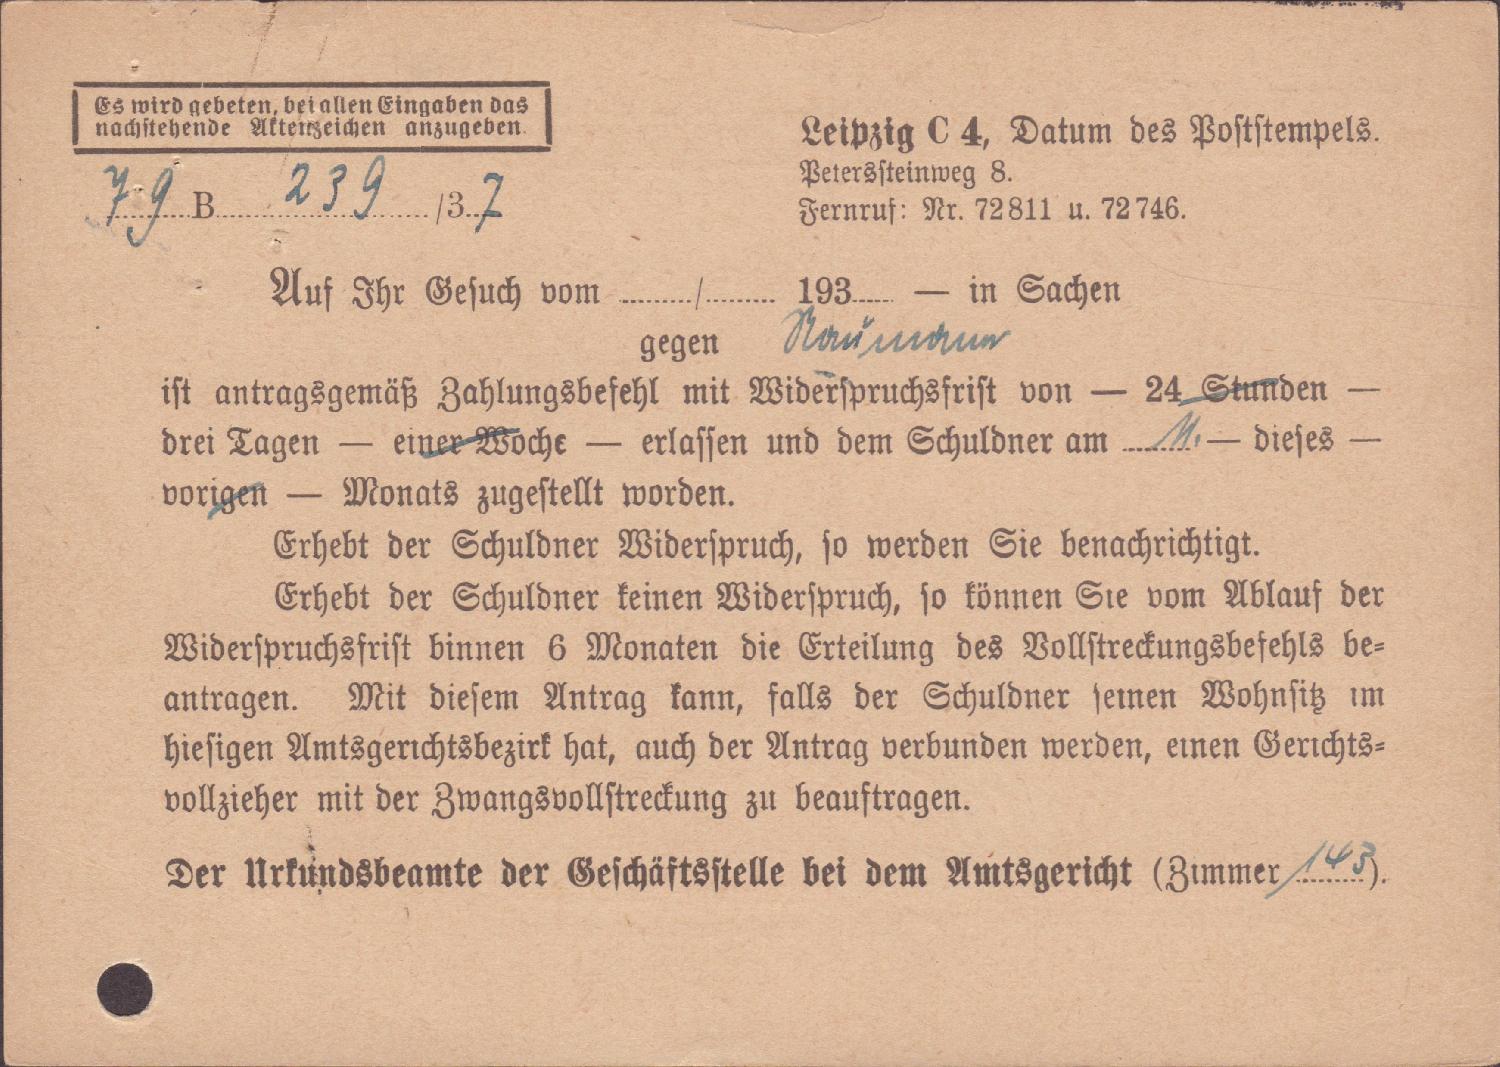 Es wird gebeten, bei allen Eingaben das
nachstehende Aktenzeichen anzugeben.
79 B 239 /37
Leipzig C 4, Datum des Poststempels.
Peterssteinweg 8.
Fernruf: Nr. 72811 u. 72746.
Auf Ihr Gesuch vom ......../........ 193..... — in Sachen
gegen Naumann
ist antragsgemäß Zahlungsbefehl mit Widerspruchsfrist von — 24 Stunden —
drei Tagen — einer Woche — erlassen und dem Schuldner am 11. — dieses —
vorigen — Monats zugestellt worden.
Erhebt der Schuldner Widerspruch, so werden Sie benachrichtigt.
Erhebt der Schuldner keinen Widerspruch, so können Sie vom Ablauf der
Widerspruchsfrist binnen 6 Monaten die Erteilung des Vollstreckungsbefehls be-
antragen. Mit diesem Antrag kann, falls der Schuldner seinen Wohnsitz im
hiesigen Amtsgerichtsbezirk hat, auch der Antrag verbunden werden, einen Gerichts-
vollzieher mit der Zwangsvollstreckung zu beauftragen.
Der Urkundsbeamte der Geschäftsstelle bei dem Amtsgericht (Zimmer 143).